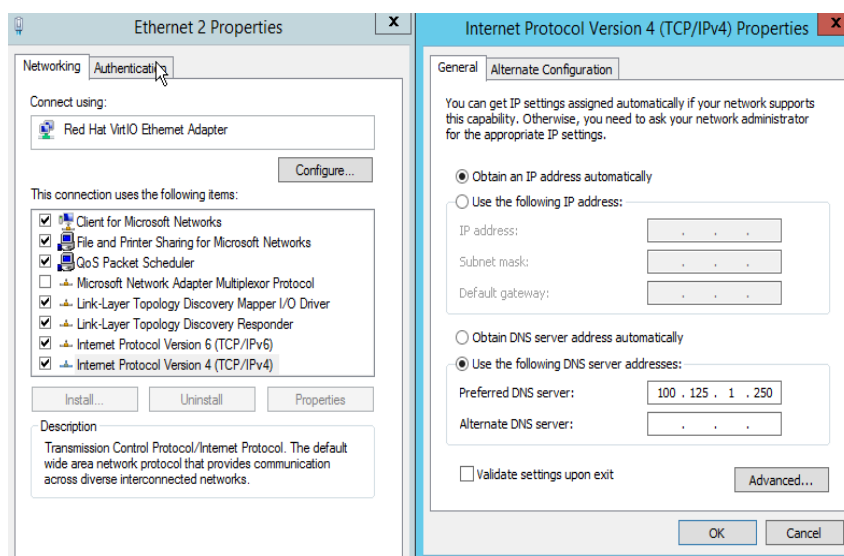 Ethernet 2 Properties
x
Networking
Authentication
Connect using:
Red Hat VirtIO Ethernet Adapter
Configure...
This connection uses the following items:
Client for Microsoft Networks
File and Printer Sharing for Microsoft Networks
QoS Packet Scheduler
Microsoft Network Adapter Multiplexor Protocol
Link-Layer Topology Discovery Mapper I/O Driver
Link-Layer Topology Discovery Responder
Internet Protocol Version 6 (TCP/IPv6)
Internet Protocol Version 4 (TCP/IPv4)
Install...
Uninstall
Properties
Description
Transmission Control Protocol/Internet Protocol. The default
wide area network protocol that provides communication
across diverse interconnected networks.
Internet Protocol Version 4 (TCP/IPv4) Properties
x
General
Alternate Configuration
You can get IP settings assigned automatically if your network supports
this capability. Otherwise, you need to ask your network administrator
for the appropriate IP settings.
Obtain an IP address automatically
Use the following IP address:
IP address:
. . .
Subnet mask:
. . .
Default gateway:
. . .
Obtain DNS server address automatically
Use the following DNS server addresses:
Preferred DNS server:
100 . 125 . 1 . 250
Alternate DNS server:
. . .
Validate settings upon exit
Advanced...
OK
Cancel